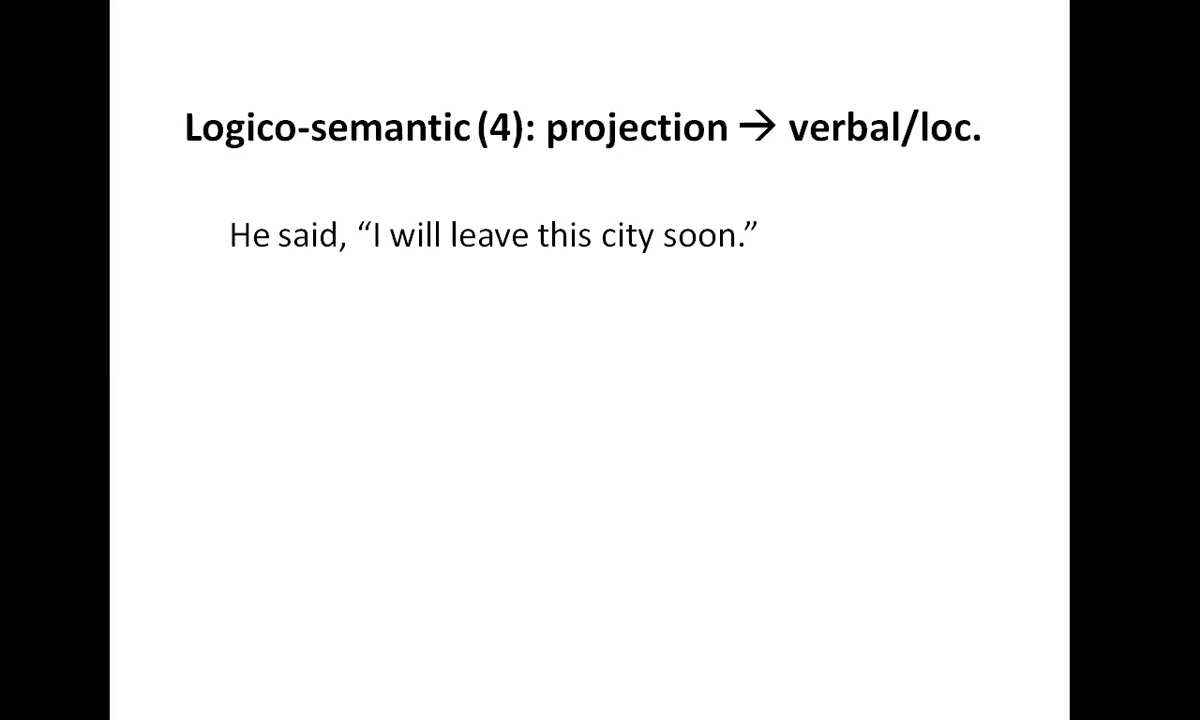 Logico-semantic (4): projection → verbal/loc.
He said, “I will leave this city soon.”